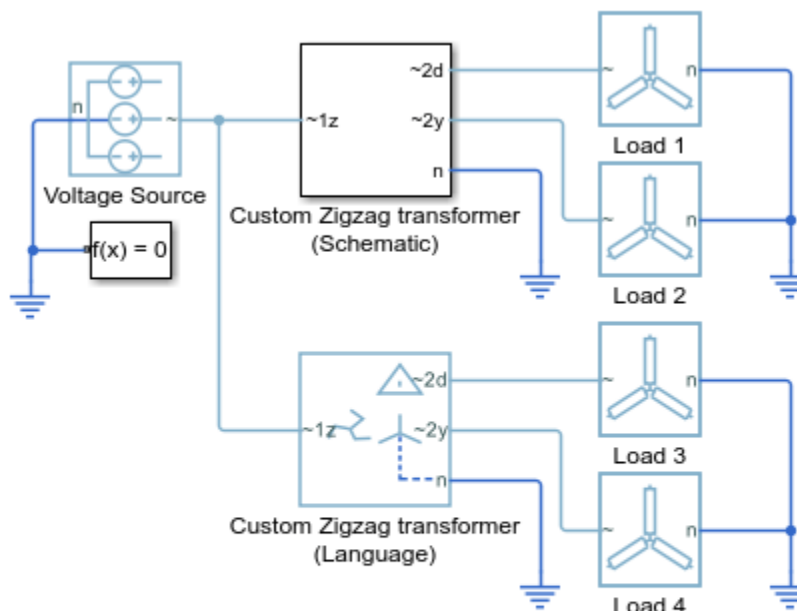 n
~
Voltage Source
f(x) = 0
~1z
~2d
~2y
n
Custom Zigzag transformer
(Schematic)
~
n
Load 1
~
n
Load 2
~1z
~2d
~2y
n
Custom Zigzag transformer
(Language)
~
n
Load 3
~
n
Load 4